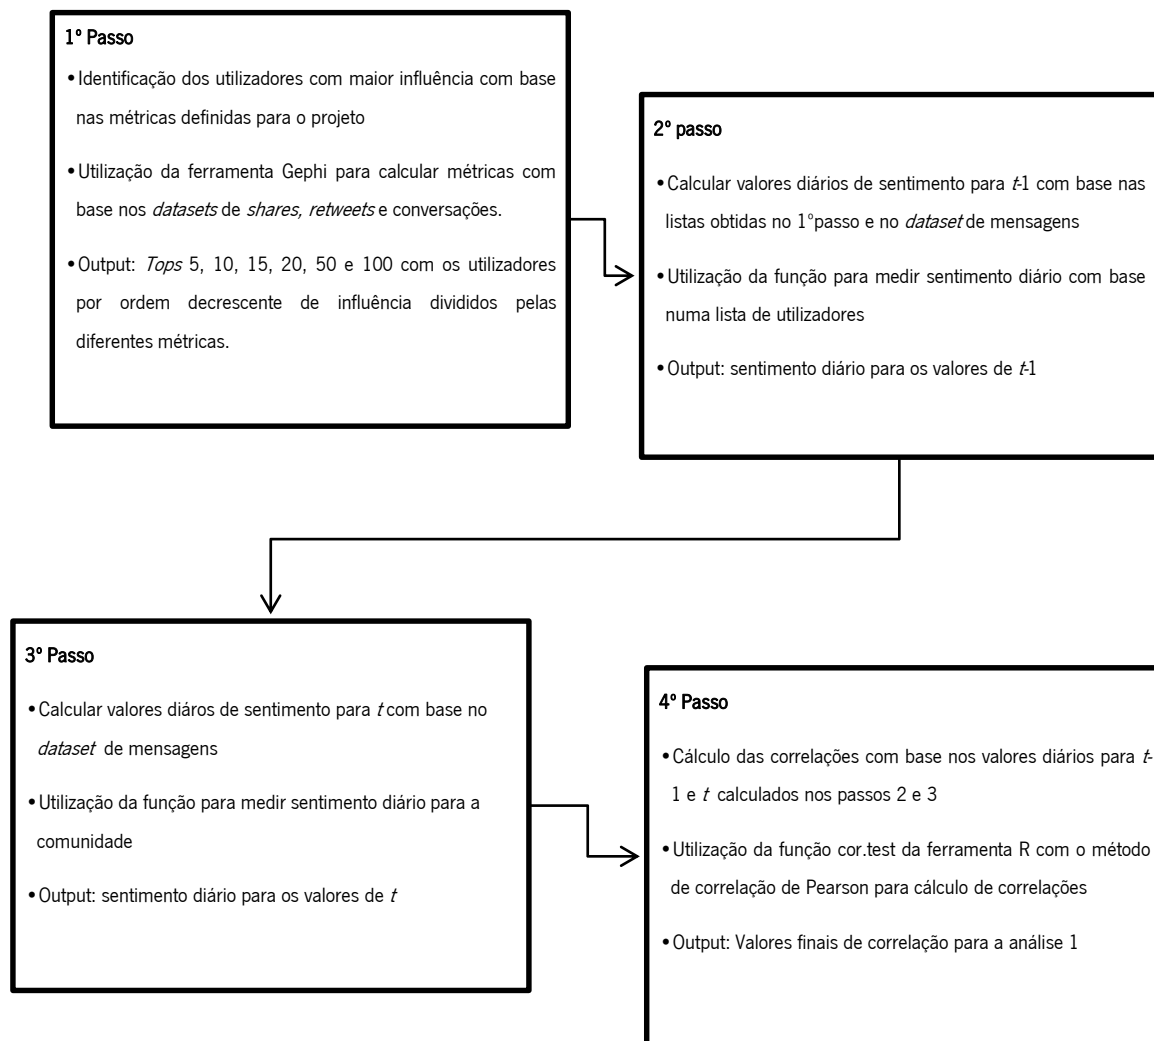 1º Passo
•Identificação dos utilizadores com maior influência com base
nas métricas definidas para o projeto
•Utilização da ferramenta Gephi para calcular métricas com
base nos datasets de shares, retweets e conversações.
•Output: Tops 5, 10, 15, 20, 50 e 100 com os utilizadores
por ordem decrescente de influência divididos pelas
diferentes métricas.
2º passo
•Calcular valores diários de sentimento para t-1 com base nas
listas obtidas no 1ºpasso e no dataset de mensagens
•Utilização da função para medir sentimento diário com base
numa lista de utilizadores
•Output: sentimento diário para os valores de t-1
3º Passo
•Calcular valores diáros de sentimento para t com base no
dataset de mensagens
•Utilização da função para medir sentimento diário para a
comunidade
•Output: sentimento diário para os valores de t
4º Passo
•Cálculo das correlações com base nos valores diários para t-
1 e t calculados nos passos 2 e 3
•Utilização da função cor.test da ferramenta R com o método
de correlação de Pearson para cálculo de correlações
•Output: Valores finais de correlação para a análise 1